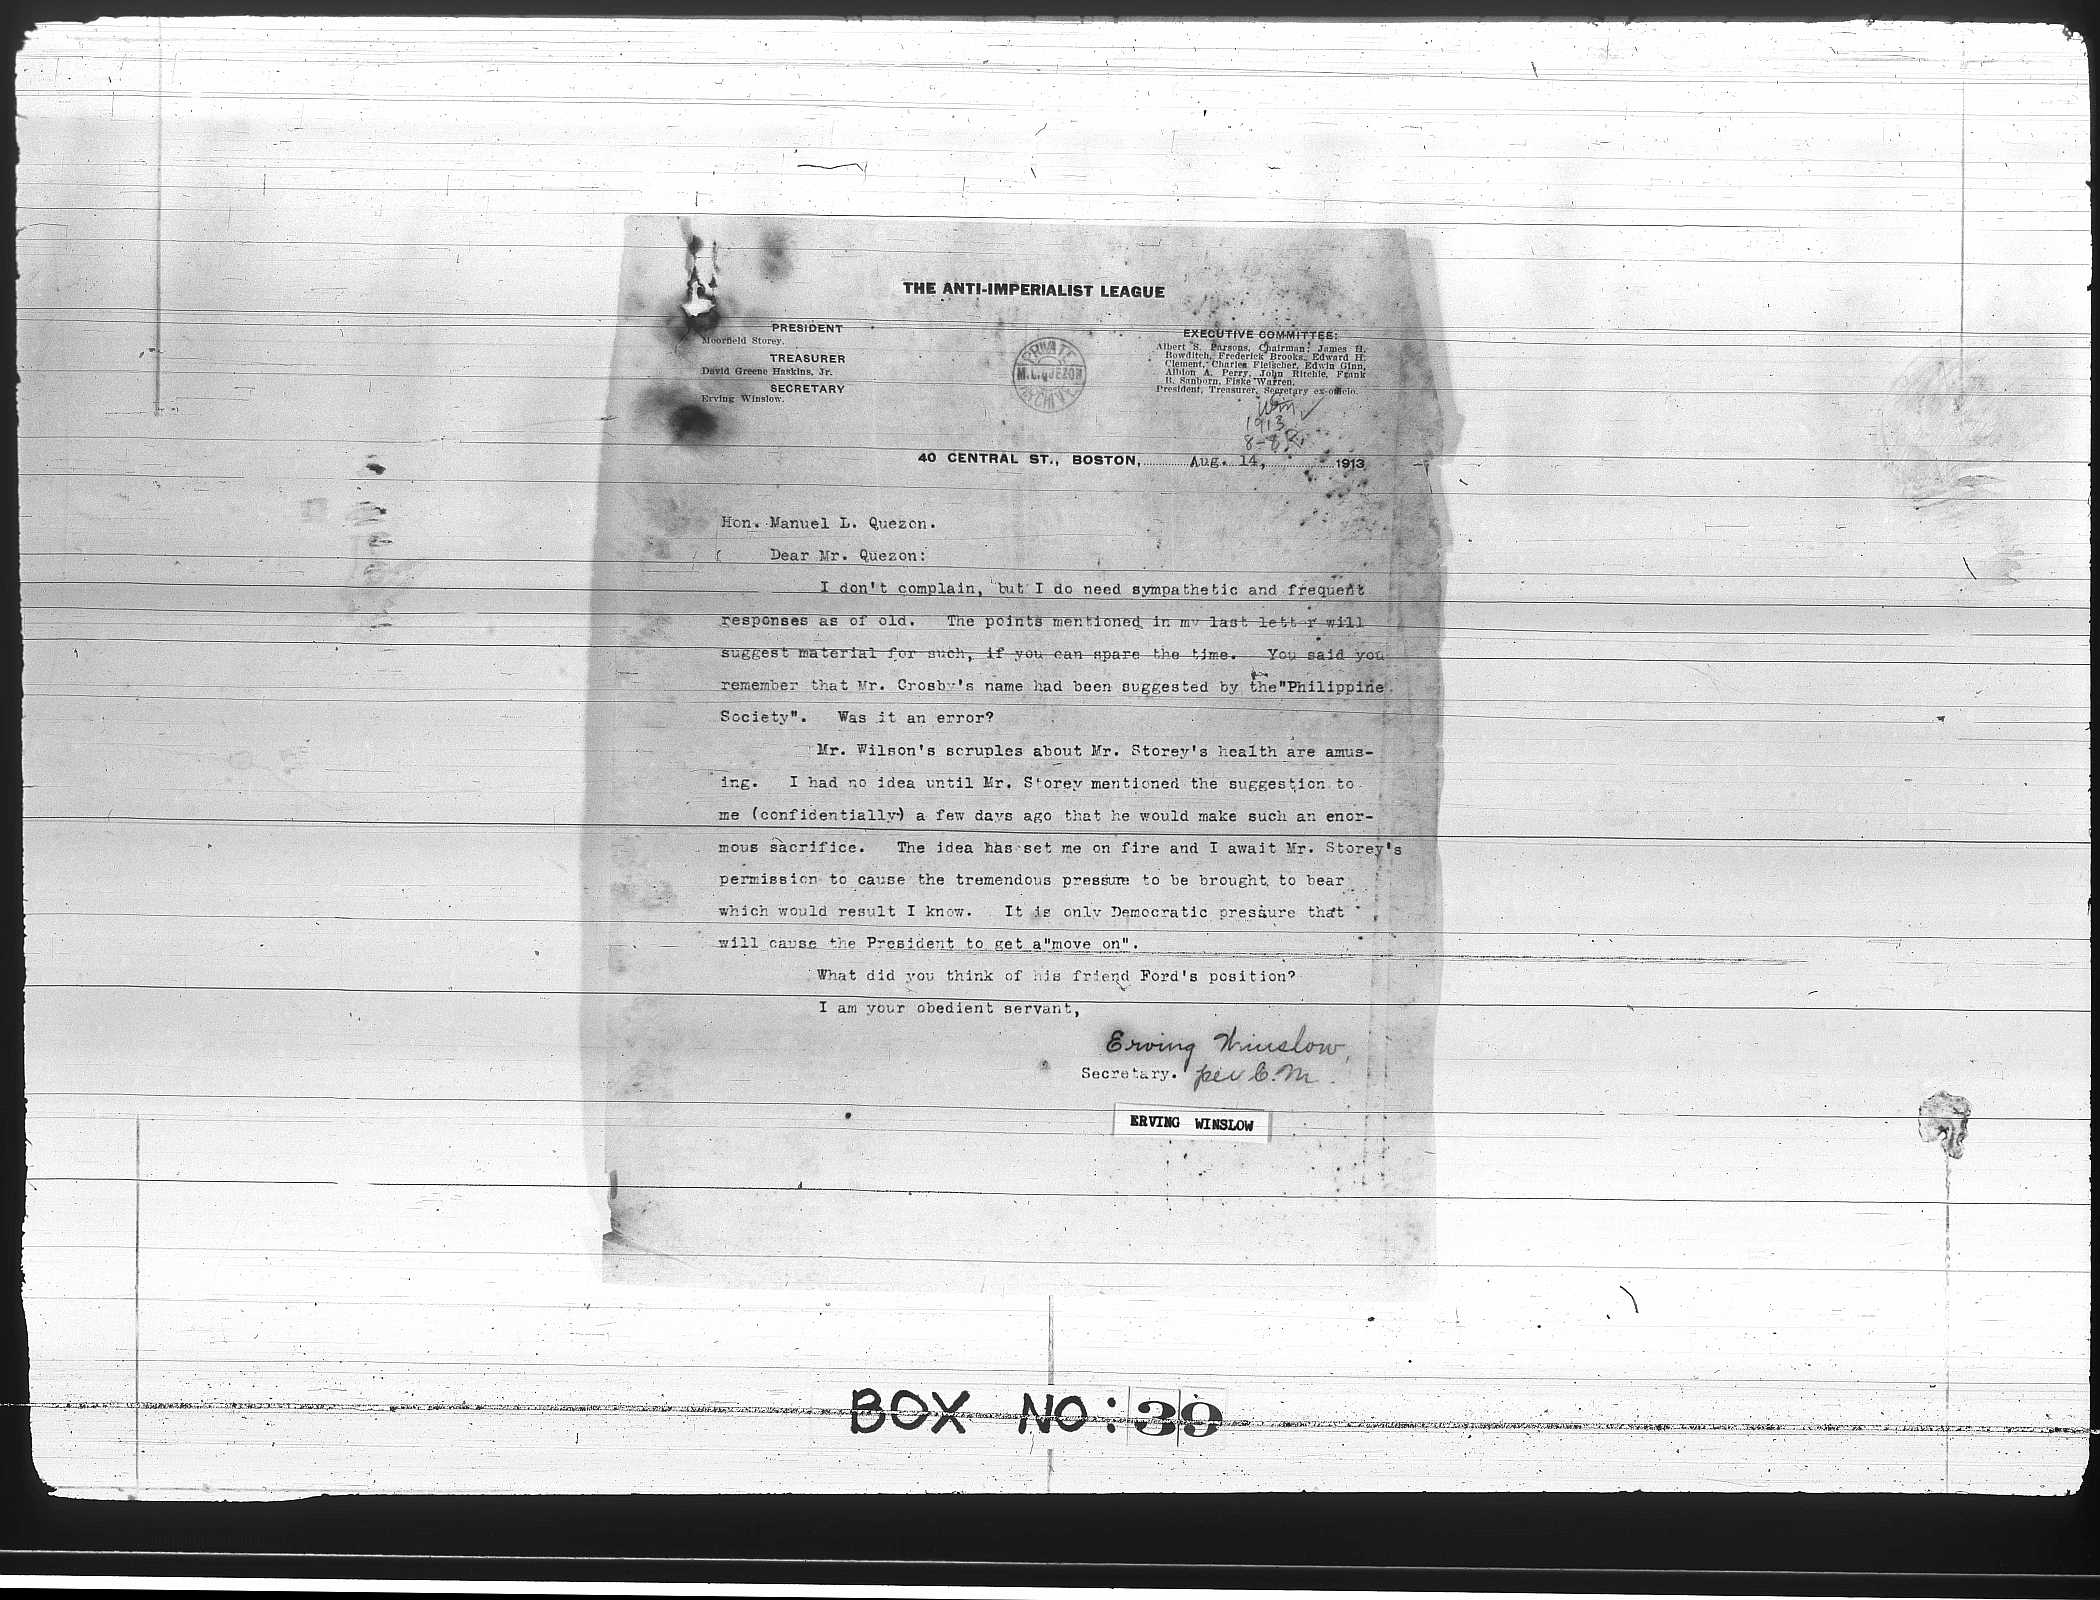 THE ANTI-IMPERIALIST LEAGUE
PRESIDENT
Moorfield Storey.
TREASURER
David Greene Haskins, Jr.
SECRETARY
Erving Winslow.
PRIVATE
M.L. QUEZON
ARCHIVE
EXECUTIVE COMMITTEE:
Albert S. Parsons, Chairman; James H.
Bowditch, Frederick Brooks, Edward H.
Clement, Charles Fleischer, Edwin Ginn,
Albion A. Perry, John Ritchie, Frank
B. Sanborn, Fiske Warren.
President, Treasurer, Secretary ex-officio.
1913
40 CENTRAL ST., BOSTON, Aug. 14, 1913
Hon. Manuel L. Quezon.
Dear Mr. Quezon:
I don't complain, but I do need sympathetic and frequent
responses as of old. The points mentioned in my last letter will
suggest material for such, if you can spare the time. You said you
remember that Mr. Crosby's name had been suggested by the "Philippine
Society". Was it an error?
Mr. Wilson's scruples about Mr. Storey's health are amus-
ing. I had no idea until Mr. Storey mentioned the suggestion to
me (confidentially) a few days ago that he would make such an enor-
mous sacrifice. The idea has set me on fire and I await Mr. Storey's
permission to cause the tremendous pressure to be brought to bear
which would result I know. It is only Democratic pressure that
will cause the President to get a "move on".
What did you think of his friend Ford's position?
I am your obedient servant,
Erving Winslow,
Secretary. per C.M.
ERVING WINSLOW
BOX NO: 39